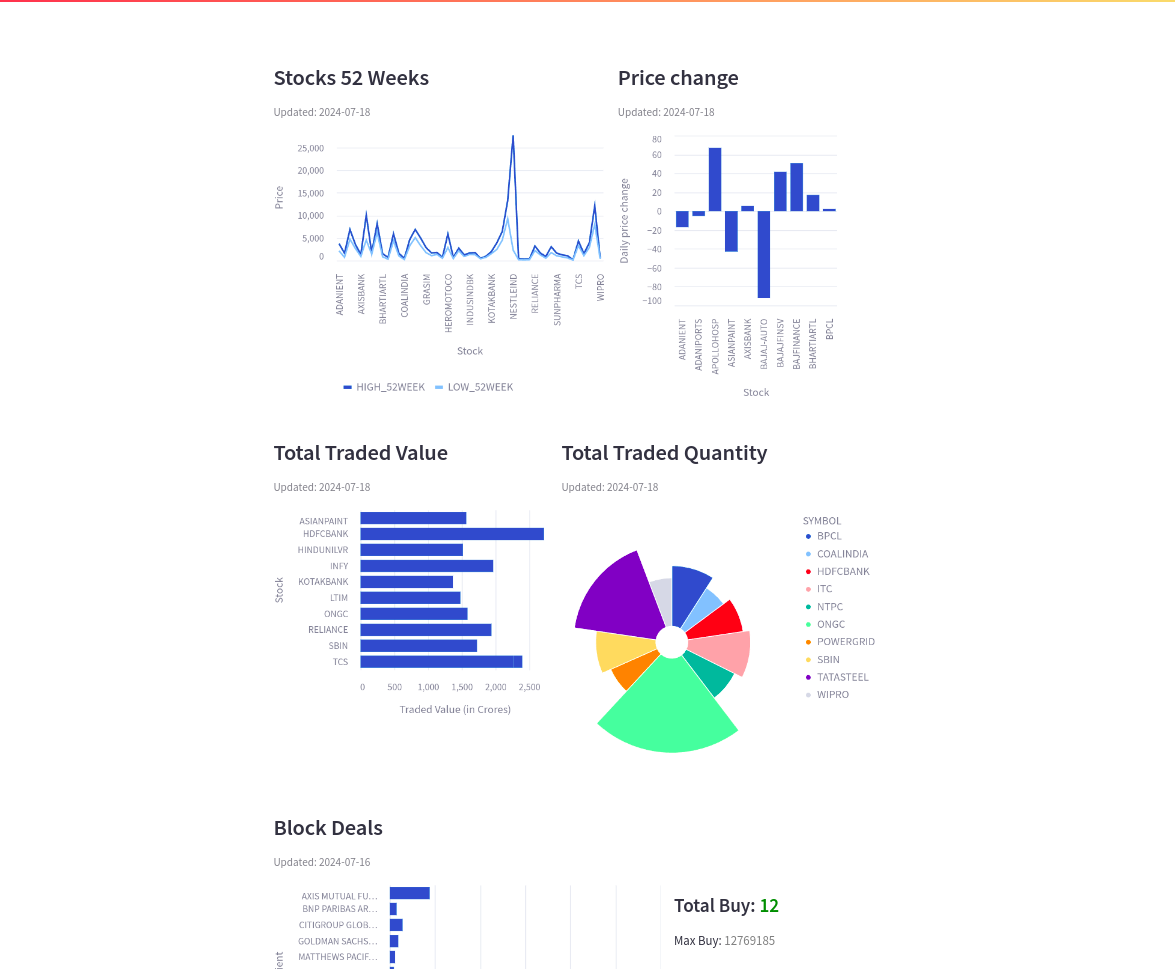 Stocks 52 Weeks
Updated: 2024-07-18
Price
25,000
20,000
15,000
10,000
5,000
0
ADANIENT
AXISBANK
BHARTIARTL
COALINDIA
GRASIM
HEROMOTOCO
INDUSINDBK
KOTAKBANK
NESTLEIND
RELIANCE
SUNPHARMA
TCS
WIPRO
Stock
HIGH_52WEEK LOW_52WEEK
Price change
Updated: 2024-07-18
Daily price change
80
60
40
20
0
−20
−40
−60
−80
−100
ADANIENT
ADANIPORTS
APOLLOHOSP
ASIANPAINT
AXISBANK
BAJAJ-AUTO
BAJAJFINSV
BAJFINANCE
BHARTIARTL
BPCL
Stock
Total Traded Value
Updated: 2024-07-18
Stock
ASIANPAINT
HDFCBANK
HINDUNILVR
INFY
KOTAKBANK
LTIM
ONGC
RELIANCE
SBIN
TCS
0 500 1,000 1,500 2,000 2,500
Traded Value (in Crores)
Total Traded Quantity
Updated: 2024-07-18
SYMBOL
BPCL
COALINDIA
HDFCBANK
ITC
NTPC
ONGC
POWERGRID
SBIN
TATASTEEL
WIPRO
Block Deals
Updated: 2024-07-16
AXIS MUTUAL FU…
BNP PARIBAS AR…
CITIGROUP GLOB…
GOLDMAN SACHS…
MATTHEWS PACIF…
ient
Total Buy: 12
Max Buy: 12769185